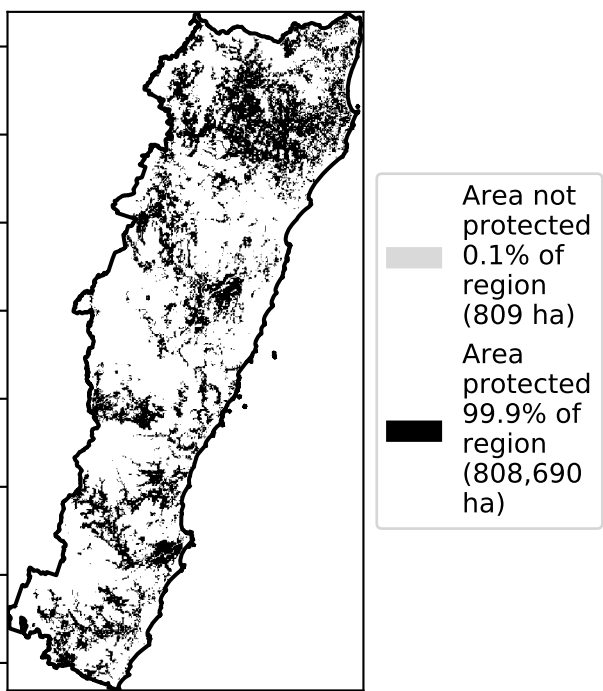 Area not
protected
0.1% of
region
(809 ha)
Area
protected
99.9% of
region
(808,690
ha)